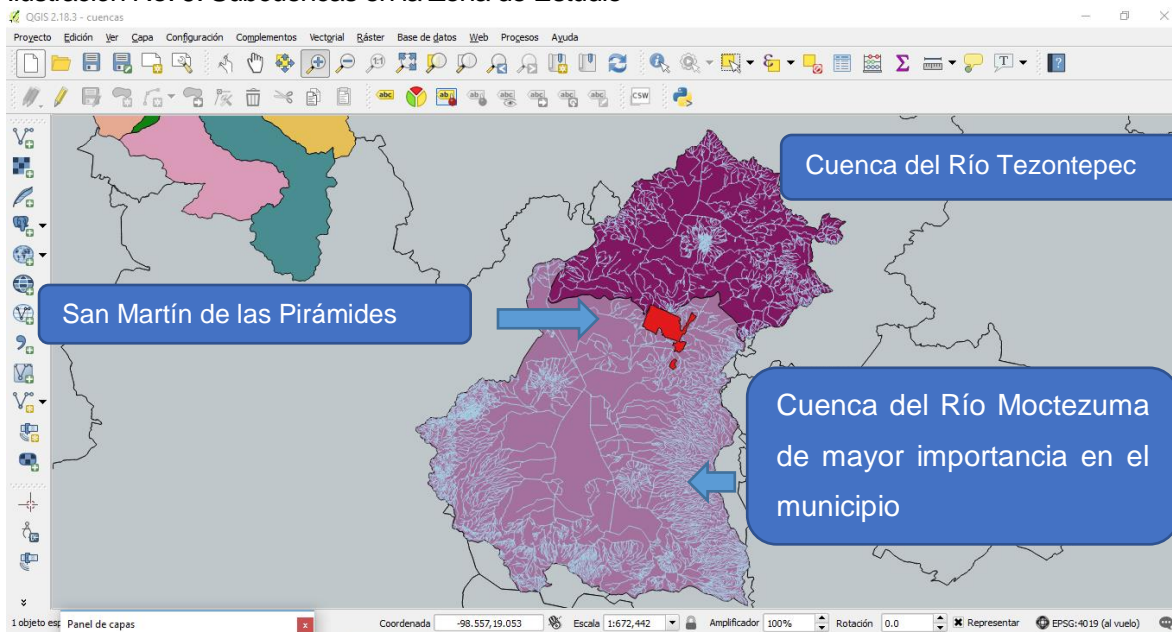 QGIS 2.18.3 - cuencas
Proyecto Edición Ver Capa Configuración Complementos Vectorial Ráster Base de datos Web Procesos Ayuda
Cuenca del Río Tezontepec
San Martín de las Pirámides
Cuenca del Río Moctezuma
de mayor importancia en el
municipio
1 objeto Panel de capas Coordenada -98.557,19.053 Escala 1:672,442 Amplificador 100% Rotación 0.0 Representar EPSG:4019 (al vuelo)